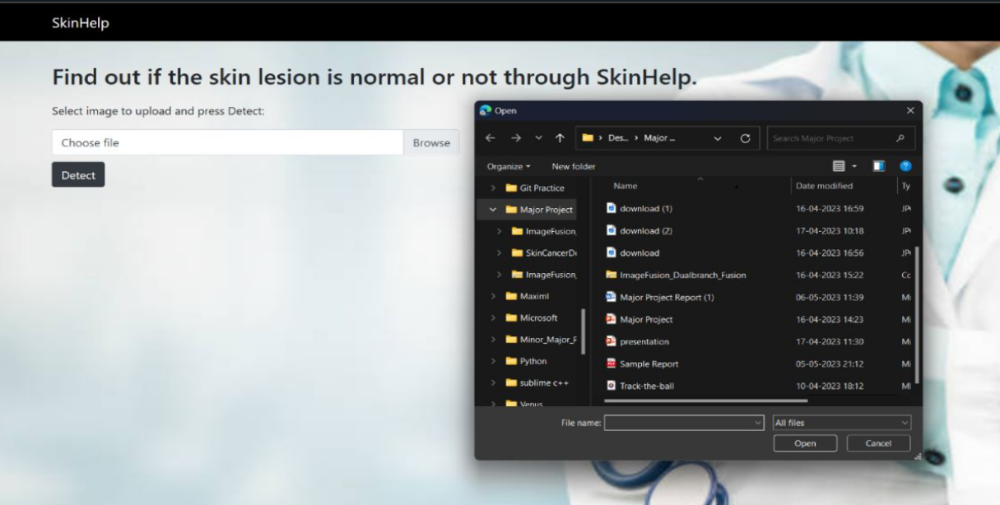 SkinHelp
Find out if the skin lesion is normal or not through SkinHelp.
Select image to upload and press Detect:
Choose file
Browse
Detect
Open
Des... > Major ...
Search Major Project
Organize
New folder
Git Practice
Major Project
ImageFusion_
SkinCancerD
ImageFusion_
Maximl
Microsoft
Minor_Major_
Python
sublime c++
Venus
Name Date modified Ty
download (1) 16-04-2023 16:59 JP
download (2) 17-04-2023 10:18 JP
download 16-04-2023 16:56 JP
ImageFusion_Dualbranch_Fusion 16-04-2023 15:22 Cc
Major Project Report (1) 06-05-2023 11:39 Mi
Major Project 16-04-2023 14:23 Mi
presentation 17-04-2023 11:30 Mi
Sample Report 05-05-2023 21:12 Mi
Track-the-ball 10-04-2023 18:12 M
File name:
All files
Open
Cancel